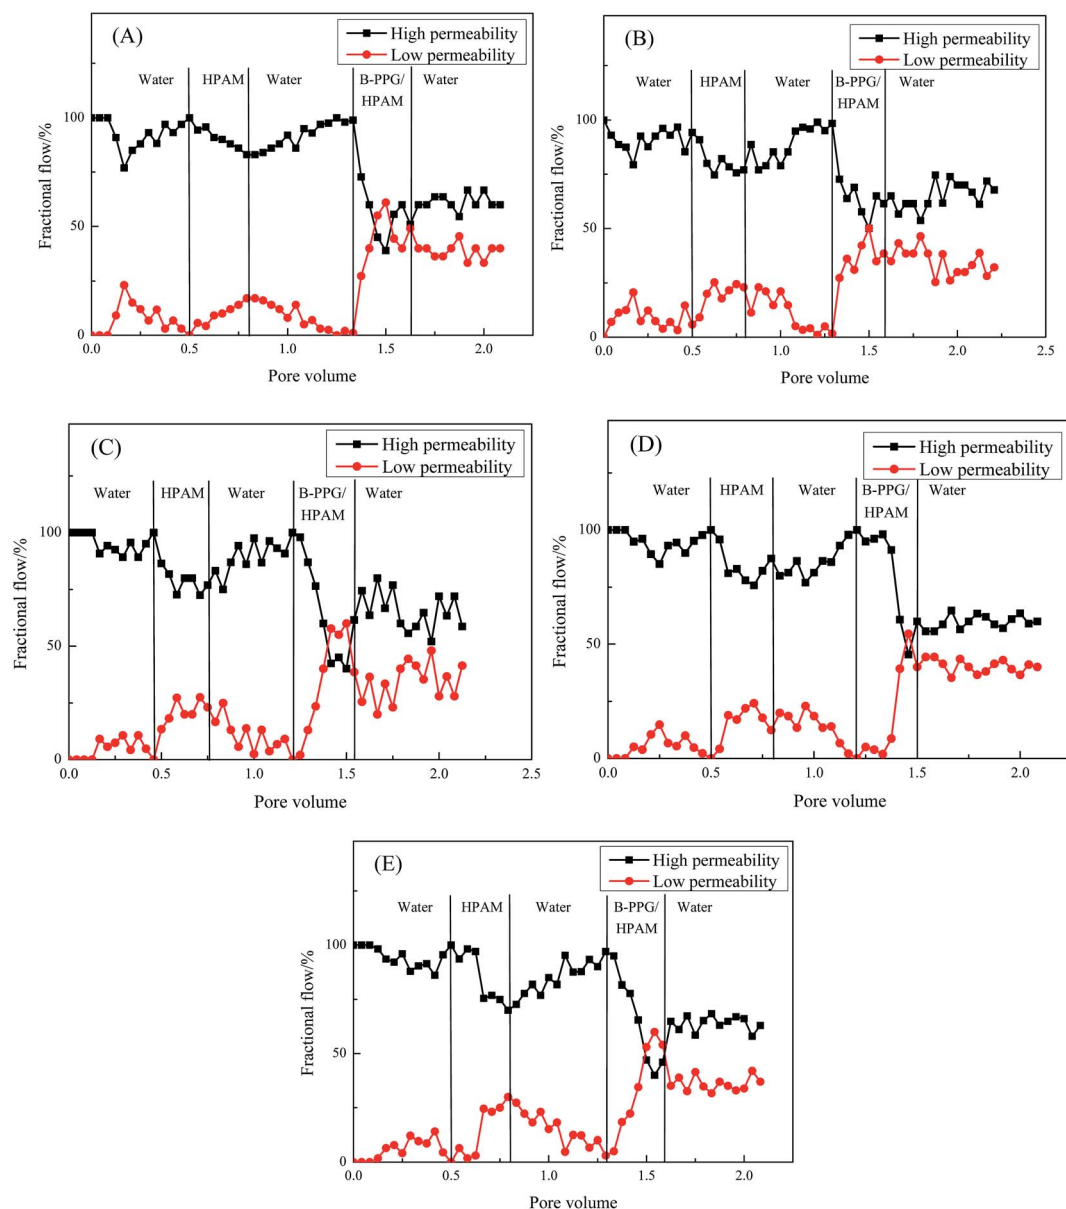 (A)
High permeability
Low permeability
Water
HPAM
Water
B-PPG/
HPAM
Water
Fractional flow/%
100
50
0
0.0
0.5
1.0
1.5
2.0
Pore volume
(B)
High permeability
Low permeability
Water
HPAM
Water
B-PPG/
HPAM
Water
Fractional flow/%
100
50
0
0.0
0.5
1.0
1.5
2.0
2.5
Pore volume
(C)
High permeability
Low permeability
Water
HPAM
Water
B-PPG/
HPAM
Water
Fractional flow/%
100
50
0
0.0
0.5
1.0
1.5
2.0
2.5
Pore volume
(D)
High permeability
Low permeability
Water
HPAM
Water
B-PPG/
HPAM
Water
Fractional flow/%
100
50
0
0.0
0.5
1.0
1.5
2.0
Pore volume
(E)
High permeability
Low permeability
Water
HPAM
Water
B-PPG/
HPAM
Water
Fractional flow/%
100
50
0
0.0
0.5
1.0
1.5
2.0
Pore volume